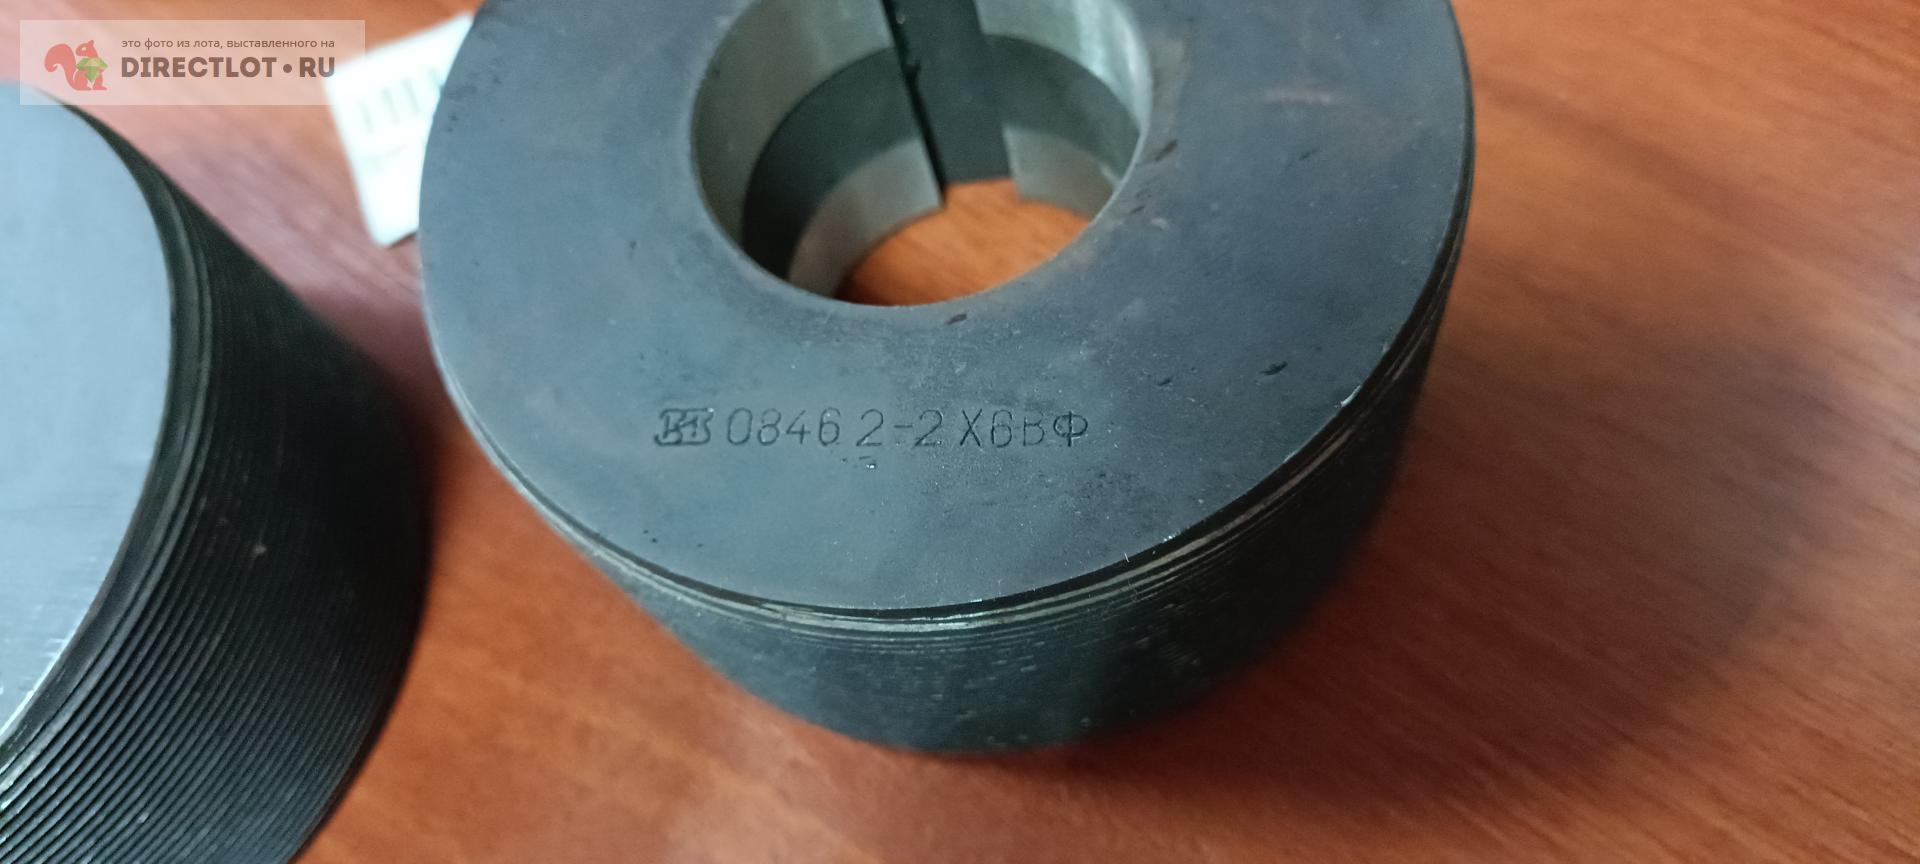 это фото из лота, выставленного на
DIRECTLOT.RU
0846 2-2 Х6ВФ